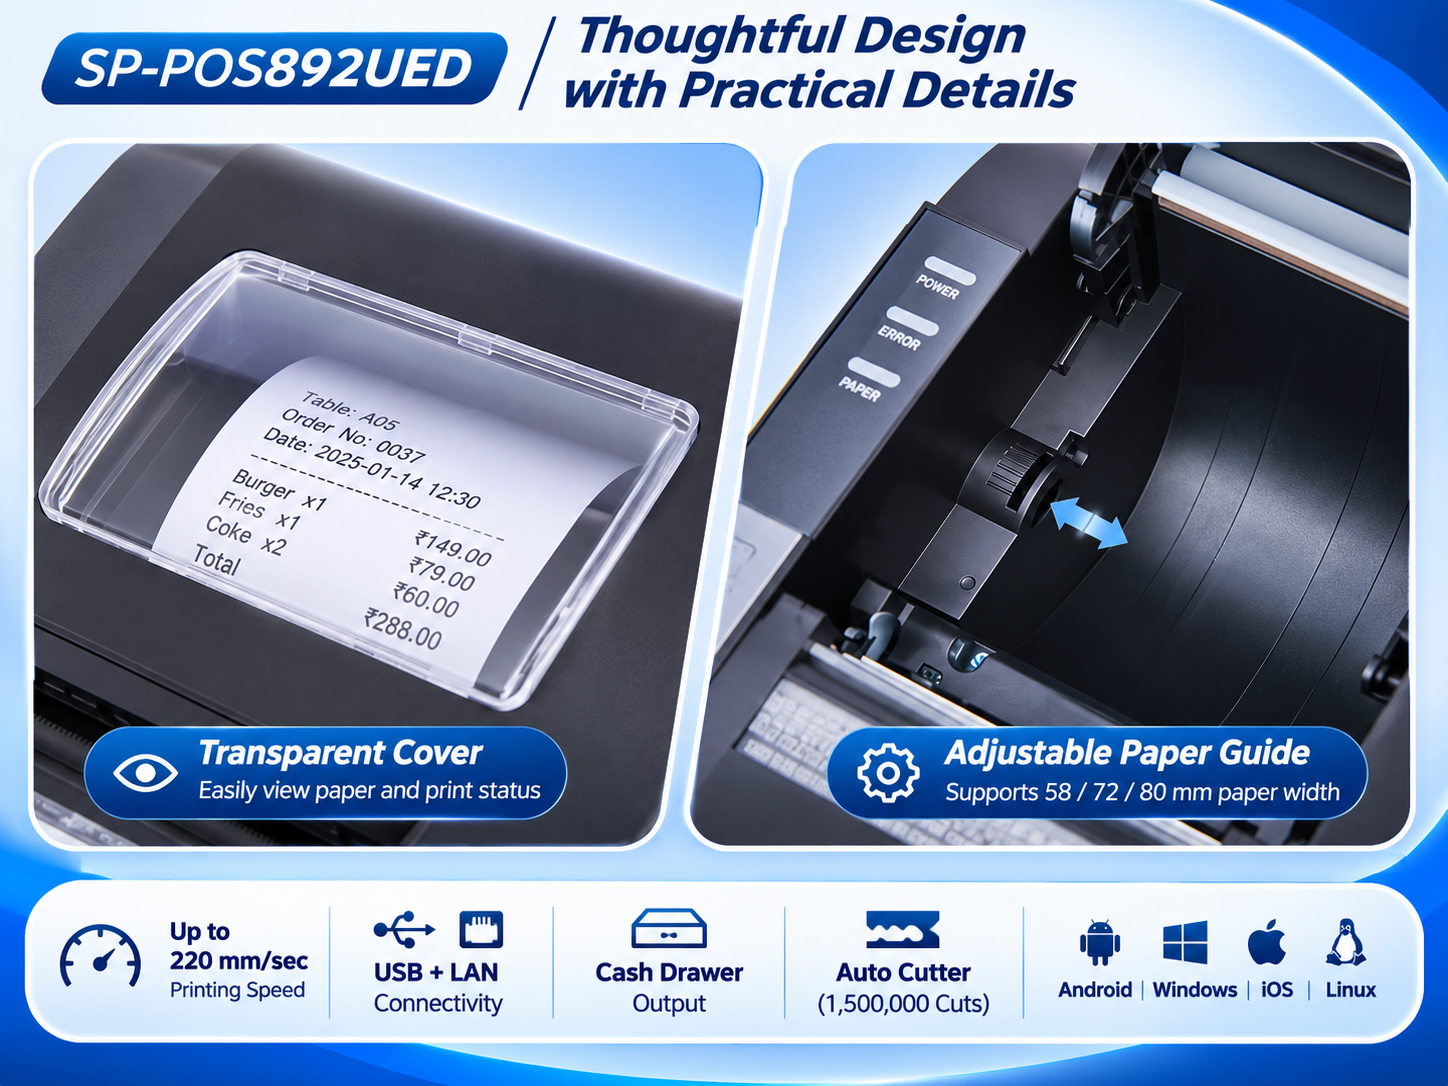 SP-POS892UED
Thoughtful Design
with Practical Details
Table: A05
Order No: 0037
Date: 2025-01-14 12:30
Burger x1 ₹149.00
Fries x1 ₹79.00
Coke x2 ₹60.00
Total ₹288.00
Transparent Cover
Easily view paper and print status
POWER
ERROR
PAPER
Adjustable Paper Guide
Supports 58 / 72 / 80 mm paper width
Up to
220 mm/sec
Printing Speed
USB + LAN
Connectivity
Cash Drawer
Output
Auto Cutter
(1,500,000 Cuts)
Android | Windows | iOS | Linux